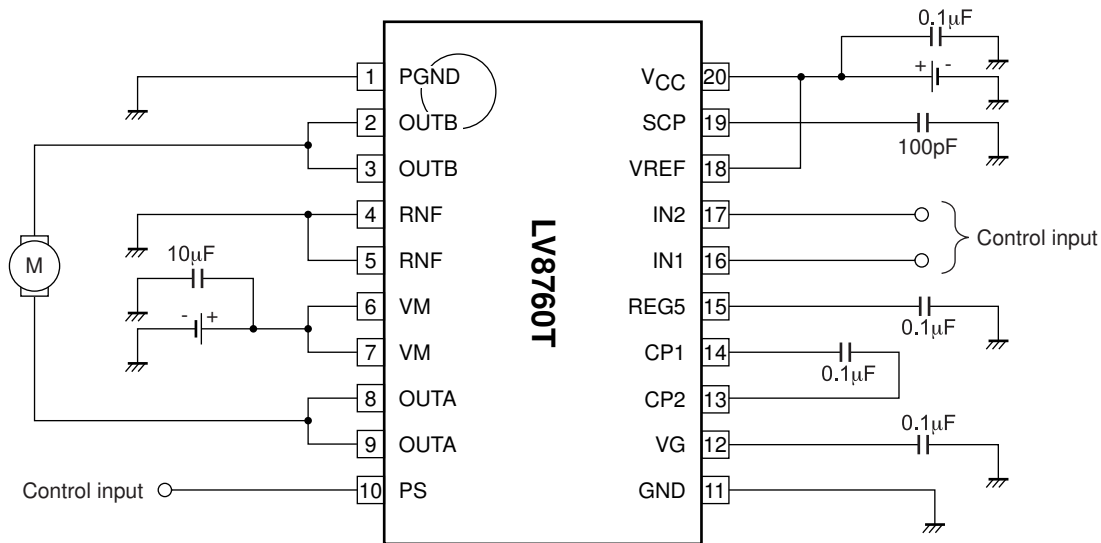 0.1μF
1 PGND
VCC 20
+ -
2 OUTB
SCP 19
100pF
3 OUTB
VREF 18
4 RNF
IN2 17
Control input
10μF
5 RNF
IN1 16
M
6 VM
REG5 15
0.1μF
- +
7 VM
CP1 14
0.1μF
8 OUTA
CP2 13
0.1μF
9 OUTA
VG 12
Control input
10 PS
GND 11
LV8760T